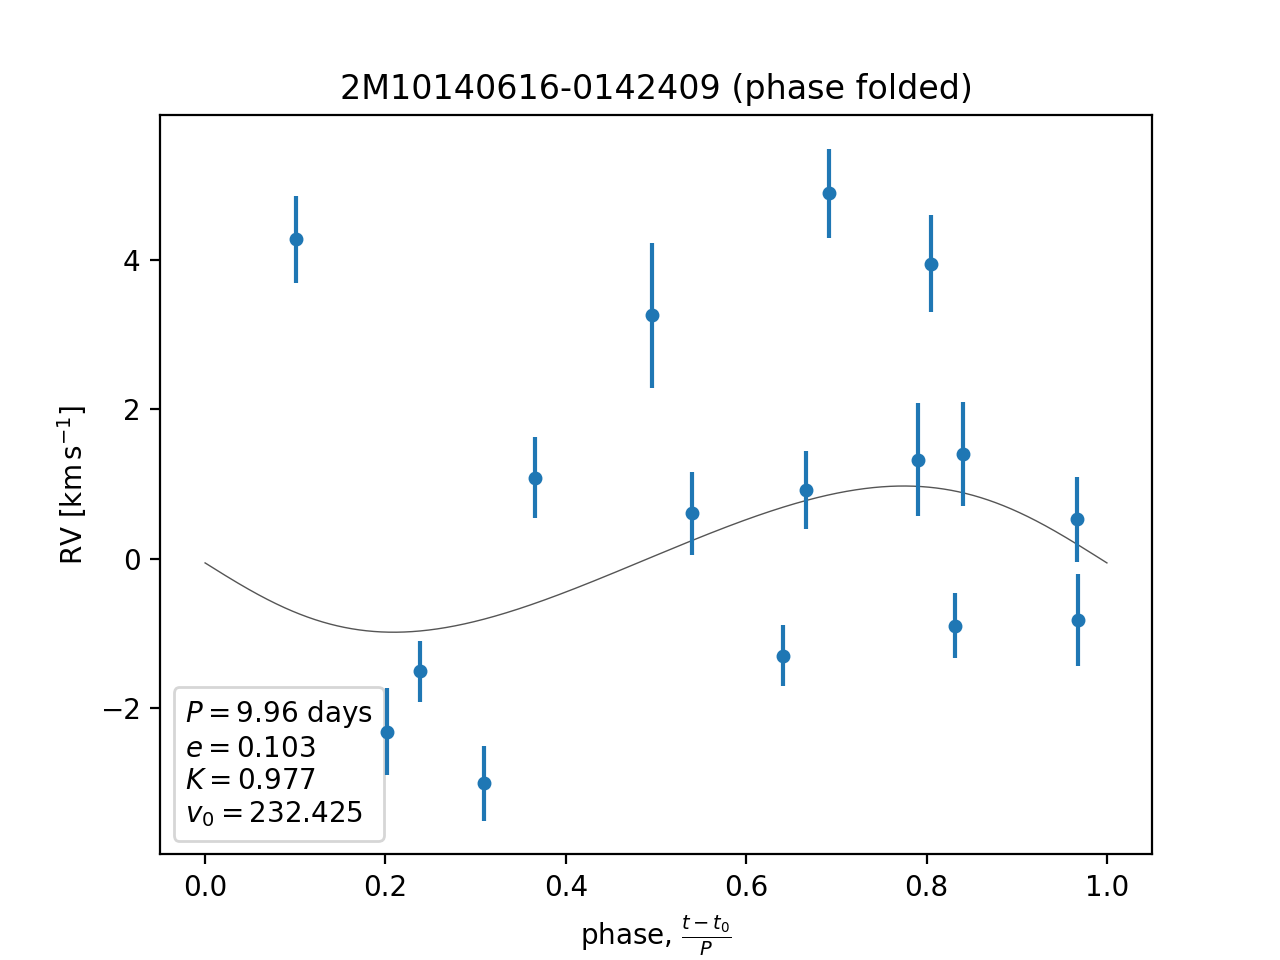 2M10140616-0142409 (phase folded)
RV [km s⁻¹]
4
2
0
−2
P = 9.96 days
e = 0.103
K = 0.977
v₀ = 232.425
0.0 0.2 0.4 0.6 0.8 1.0
phase, (t − t₀)/P